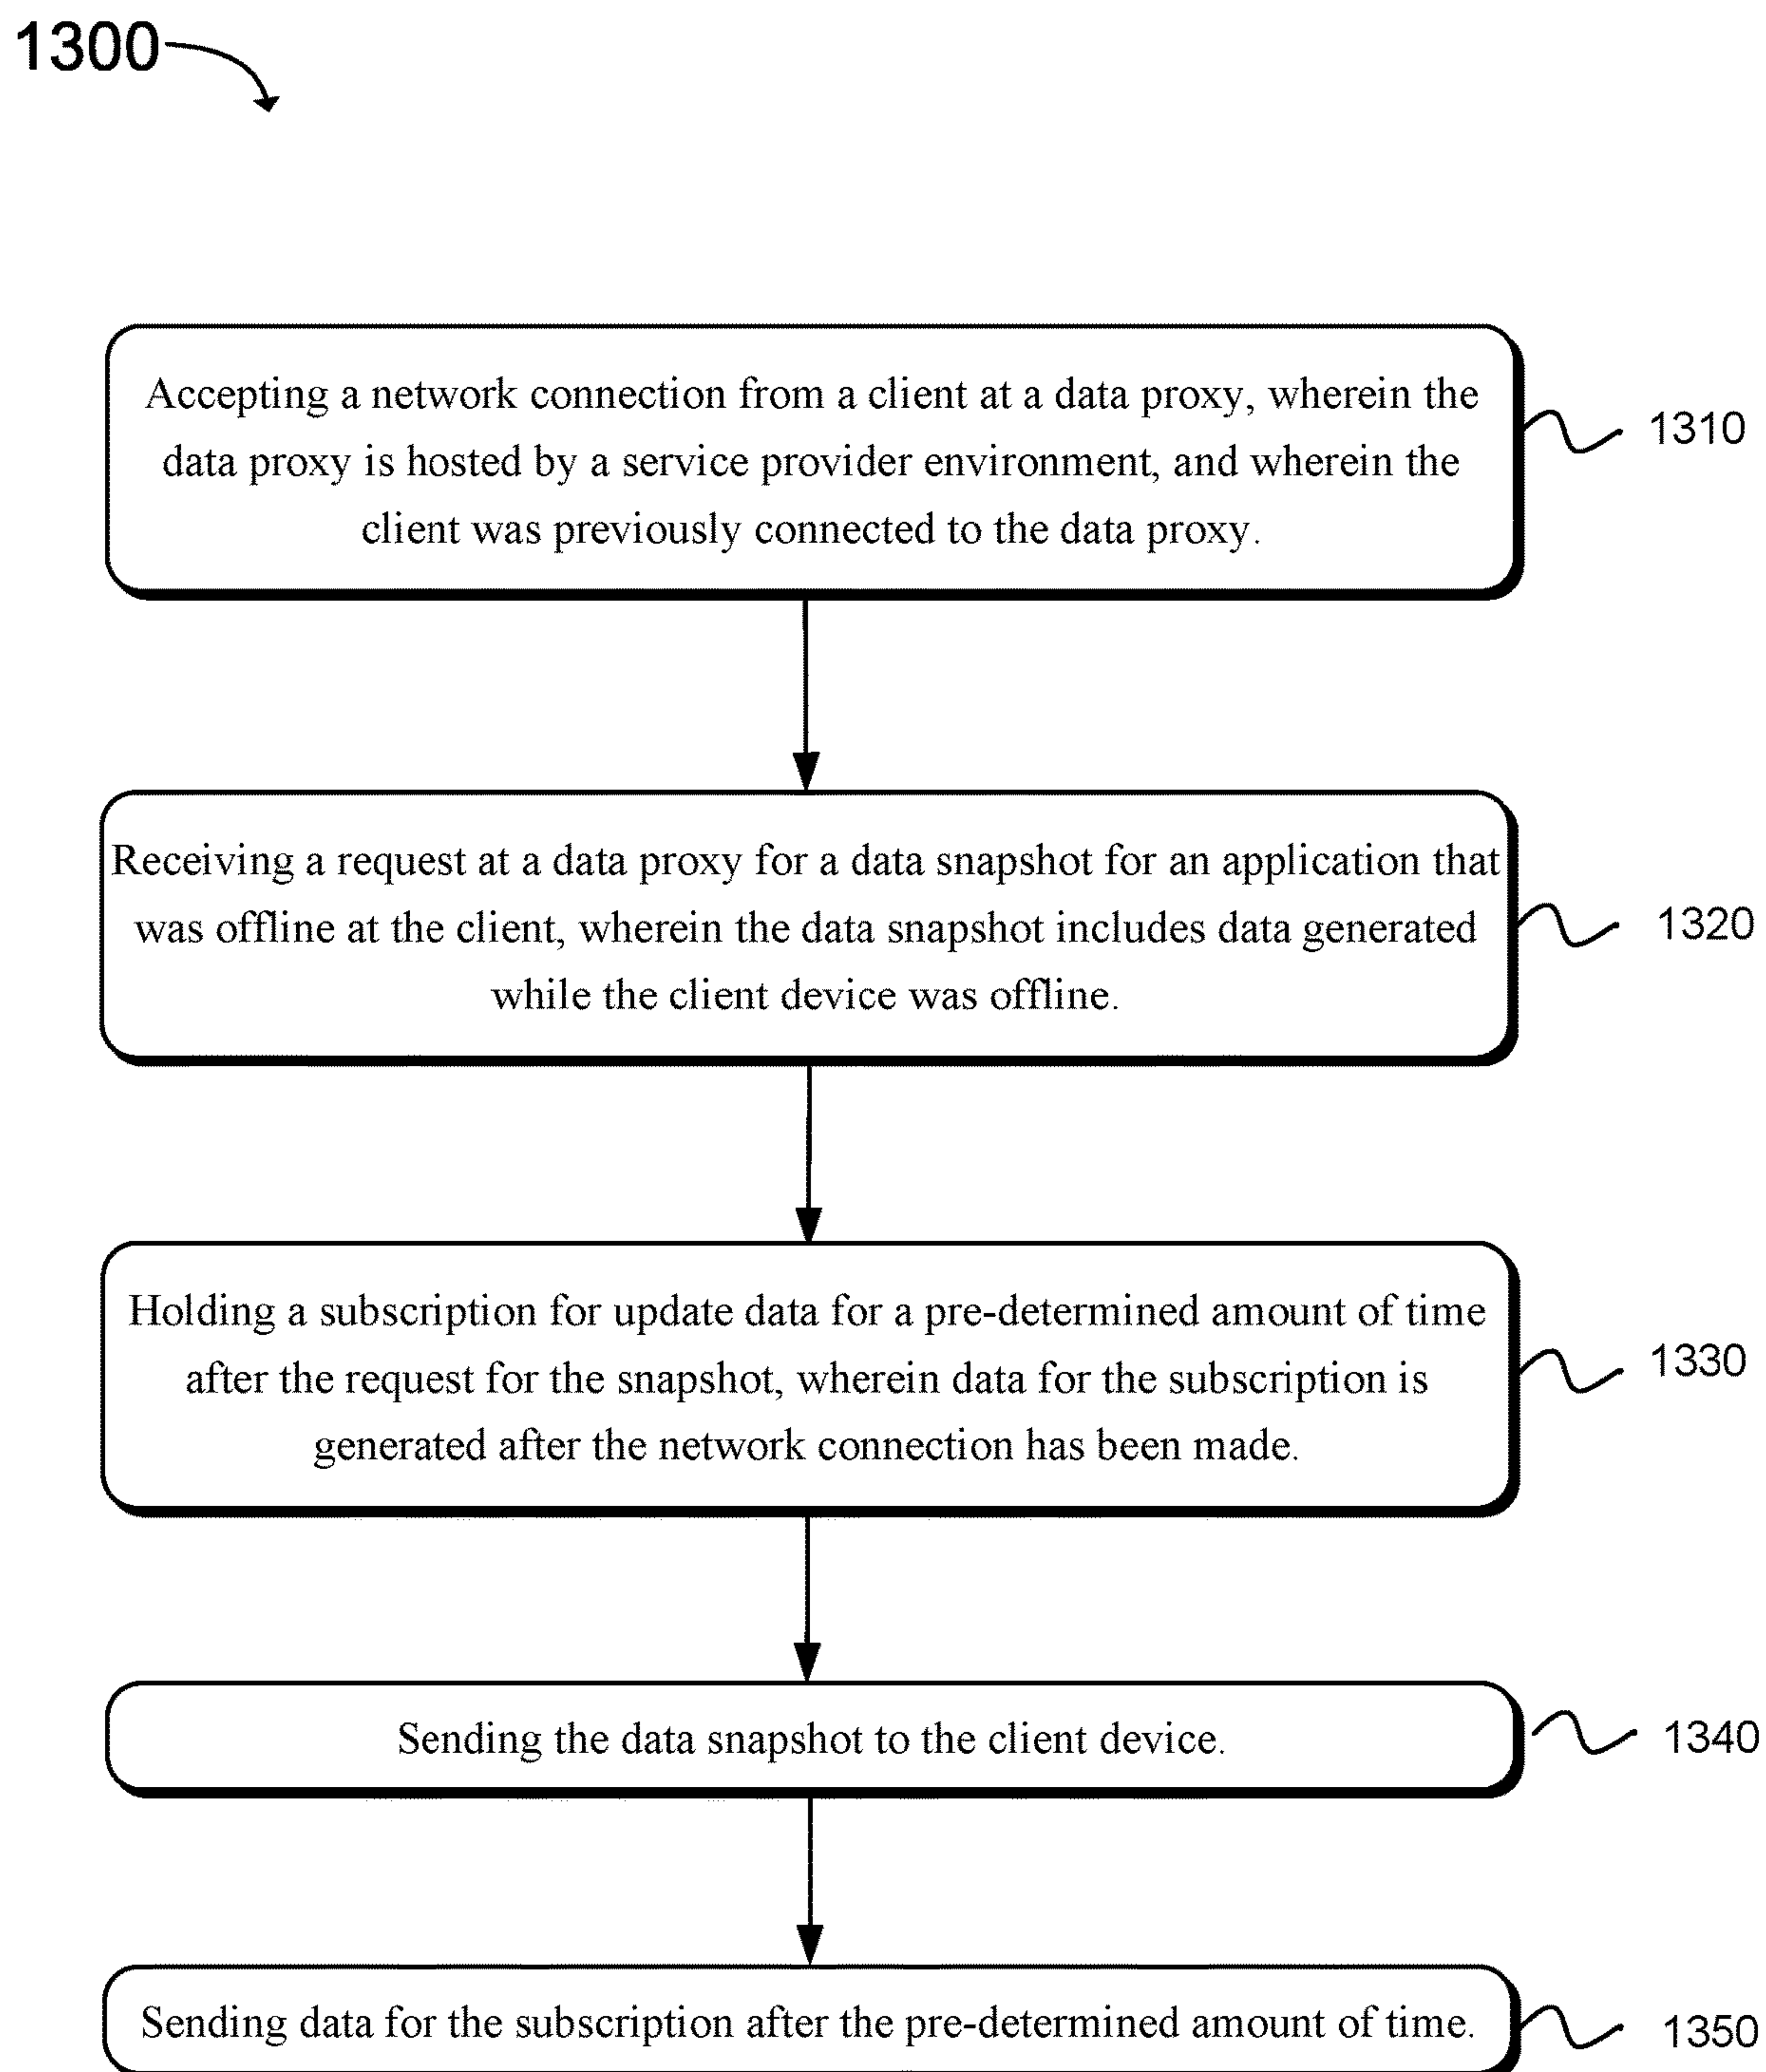 1300
Accepting a network connection from a client at a data proxy, wherein the
data proxy is hosted by a service provider environment, and wherein the
client was previously connected to the data proxy.
1310
Receiving a request at a data proxy for a data snapshot for an application that
was offline at the client, wherein the data snapshot includes data generated
while the client device was offline.
1320
Holding a subscription for update data for a pre-determined amount of time
after the request for the snapshot, wherein data for the subscription is
generated after the network connection has been made.
1330
Sending the data snapshot to the client device.
1340
Sending data for the subscription after the pre-determined amount of time.
1350